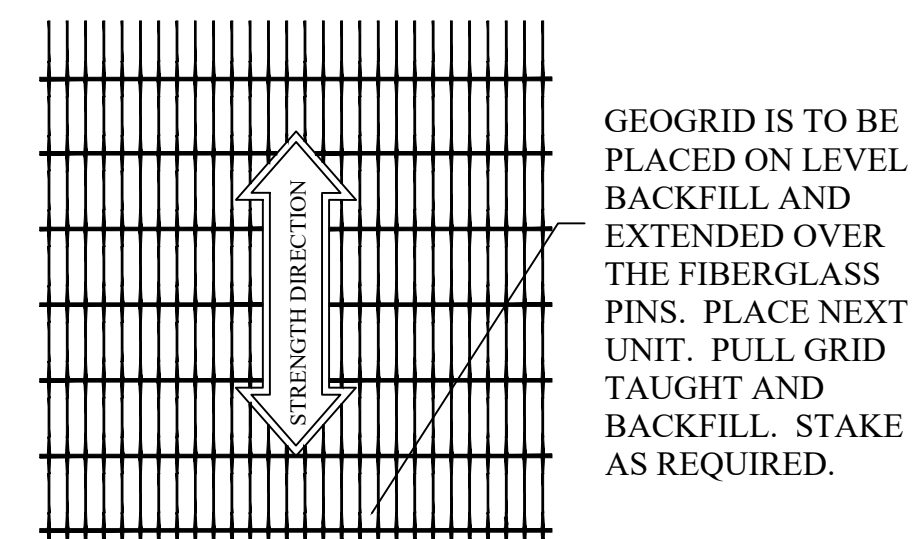 STRENGTH DIRECTION
GEOGRID IS TO BE
PLACED ON LEVEL
BACKFILL AND
EXTENDED OVER
THE FIBERGLASS
PINS.  PLACE NEXT
UNIT.  PULL GRID
TAUGHT AND
BACKFILL.  STAKE
AS REQUIRED.